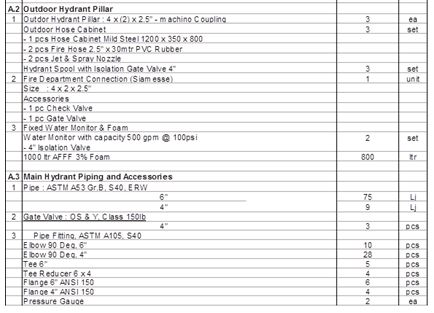 A.2 Outdoor Hydrant Pillar
1 Outdor Hydrant Pillar : 4 x (2) x 2.5" - machino Coupling 3 ea
Outdoor Hose Cabinet 3 set
- 1 pcs Hose Cabinet Mild Steel 1200 x 350 x 800
- 2 pcs Fire Hose 2.5" x 30mtr PVC Rubber
- 2 pcs Jet & Spray Nozzle
Hydrant Spool with Isolation Gate Valve 4" 3 set
2 Fire Department Connection (Siamesse) 1 unit
Size : 4 x 2 x 2.5"
Accessories
- 1 pc Check Valve
- 1 pc Gate Valve
3 Fixed Water Monitor & Foam
Water Monitor with capacity 500 gpm @ 100psi 2 set
- 4" Isolation Valve
1000 ltr AFFF 3% Foam 800 ltr
A.3 Main Hydrant Piping and Accessories
1 Pipe : ASTM A53 Gr.B, S40, ERW
6" 75 Lj
4" 9 Lj
2 Gate Valve : OS & Y, Class 150lb
4" 3 pcs
3 Pipe Fitting, ASTM A105, S40
Elbow 90 Deg, 6" 10 pcs
Elbow 90 Deg, 4" 28 pcs
Tee 6" 5 pcs
Tee Reducer 6 x 4 4 pcs
Flange 6" ANSI 150 6 pcs
Flange 4" ANSI 150 4 pcs
Pressure Gauge 2 ea